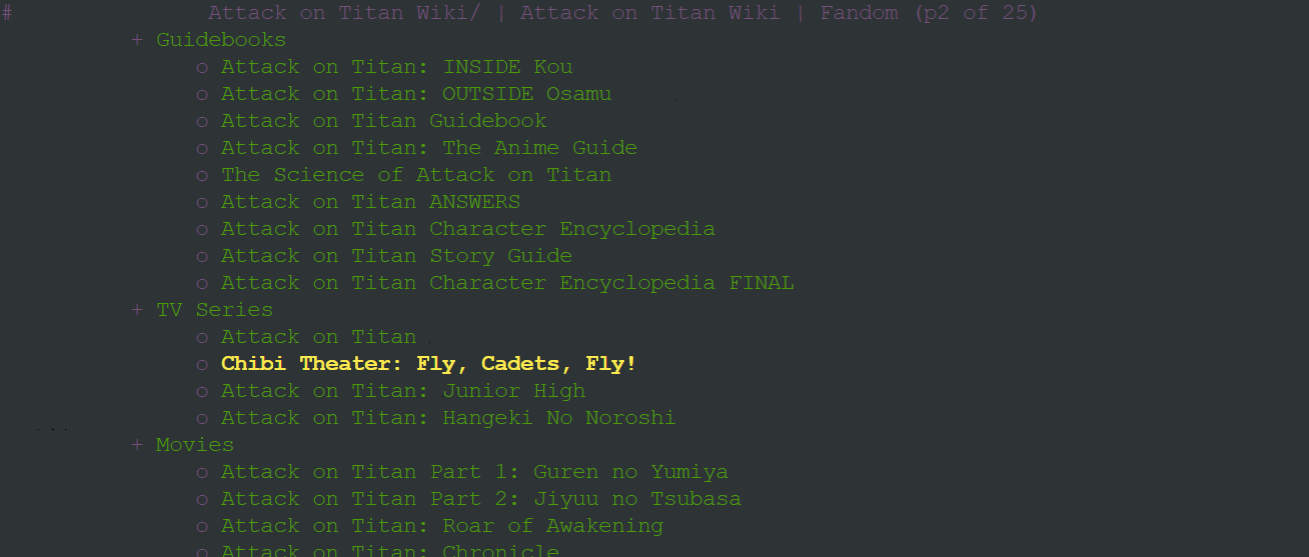 # Attack on Titan Wiki/ | Attack on Titan Wiki | Fandom (p2 of 25)
+ Guidebooks
o Attack on Titan: INSIDE Kou
o Attack on Titan: OUTSIDE Osamu
o Attack on Titan Guidebook
o Attack on Titan: The Anime Guide
o The Science of Attack on Titan
o Attack on Titan ANSWERS
o Attack on Titan Character Encyclopedia
o Attack on Titan Story Guide
o Attack on Titan Character Encyclopedia FINAL
+ TV Series
o Attack on Titan
o Chibi Theater: Fly, Cadets, Fly!
o Attack on Titan: Junior High
o Attack on Titan: Hangeki No Noroshi
+ Movies
o Attack on Titan Part 1: Guren no Yumiya
o Attack on Titan Part 2: Jiyuu no Tsubasa
o Attack on Titan: Roar of Awakening
o Attack on Titan: Chronicle